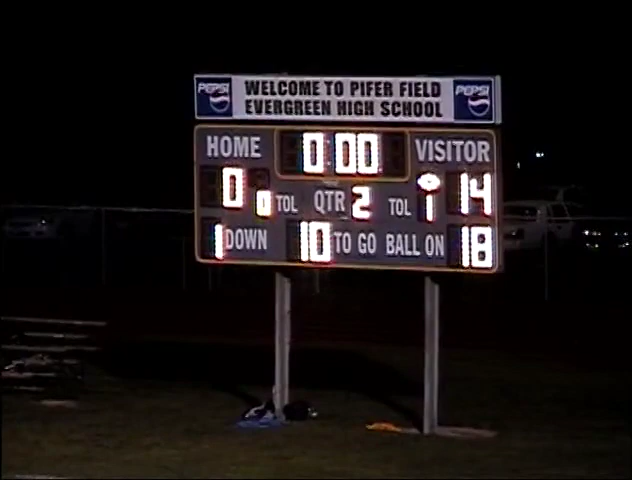 PEPSI WELCOME TO PIFER FIELD PEPSI
EVERGREEN HIGH SCHOOL
HOME 0:00 VISITOR
0 0 TOL QTR 2 TOL 1 14
1 DOWN 10 TO GO BALL ON 18